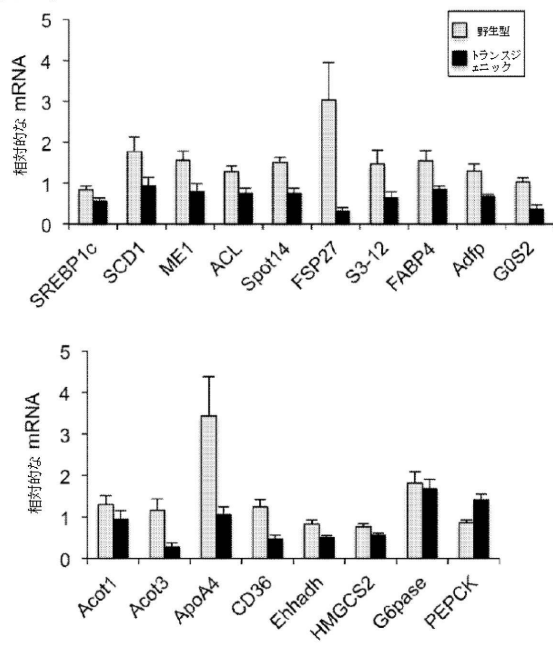 5
4
3
2
1
0
相対的な mRNA
野生型
トランスジ
ェニック
SREBP1c
SCD1
ME1
ACL
Spot14
FSP27
S3-12
FABP4
Adfp
G0S2
5
4
3
2
1
0
相対的な mRNA
Acot1
Acot3
ApoA4
CD36
Ehhadh
HMGCS2
G6pase
PEPCK